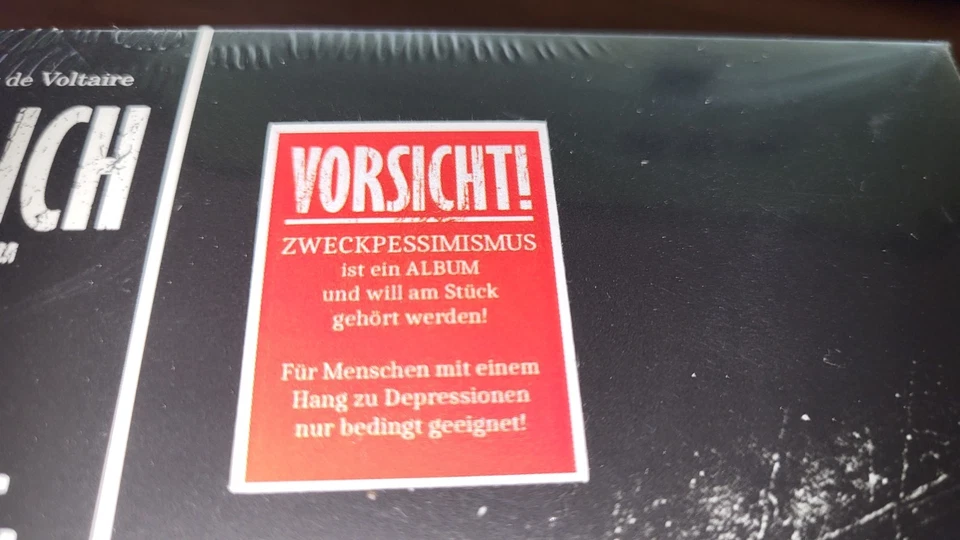 de Voltaire
ICH
VORSICHT!
ZWECKPESSIMISMUS
ist ein ALBUM
und will am Stück
gehört werden!
Für Menschen mit einem
Hang zu Depressionen
nur bedingt geeignet!